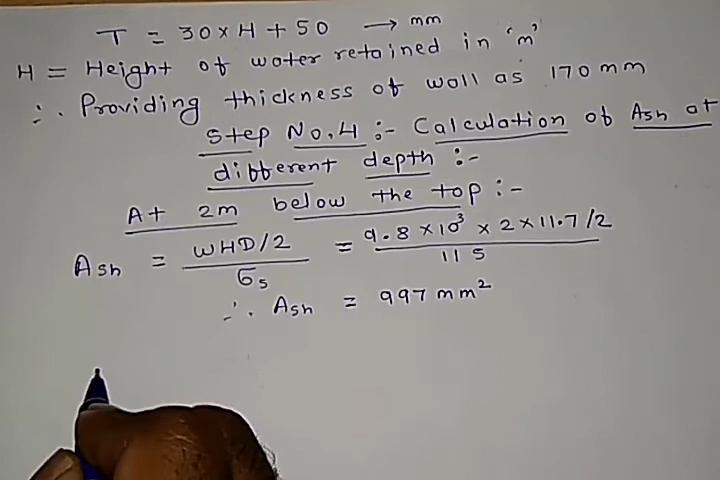 T = 30×H+50 → mm
H = Height of water retained in 'm'
∴ Providing thickness of wall as 170 mm
Step No.4 :- Calculation of Ash at
different depth :-
At 2m below the top :-
Ash = WHD/2 / σs = 9.8 × 10³ × 2 × 11.7/2 / 115
∴ Ash = 997 mm²